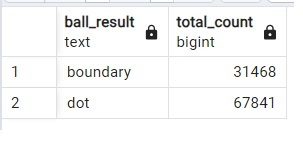 ball_result total_count
text bigint
1 boundary 31468
2 dot 67841